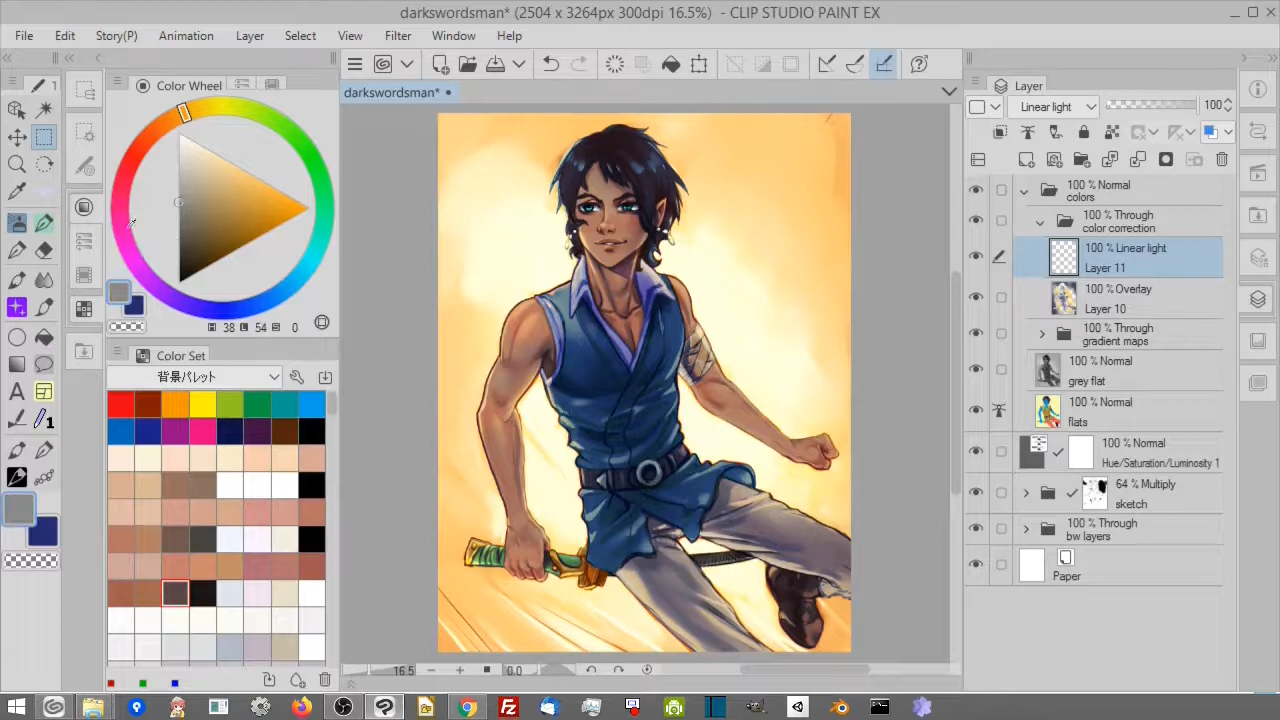 darkswordsman* (2504 x 3264px 300dpi 16.5%) - CLIP STUDIO PAINT EX
File Edit Story(P) Animation Layer Select View Filter Window Help
Color Wheel
darkswordsman*
Layer
Linear light 100
100 % Normal
colors
100 % Through
color correction
100 % Linear light
Layer 11
100 % Overlay
Layer 10
100 % Through
gradient maps
100 % Normal
grey flat
100 % Normal
flats
100 % Normal
Hue/Saturation/Luminosity 1
64 % Multiply
sketch
100 % Through
bw layers
100 % Normal
Paper
H 38 L 54 S 0
Color Set
背景パレット
A
1
16.5 0.0